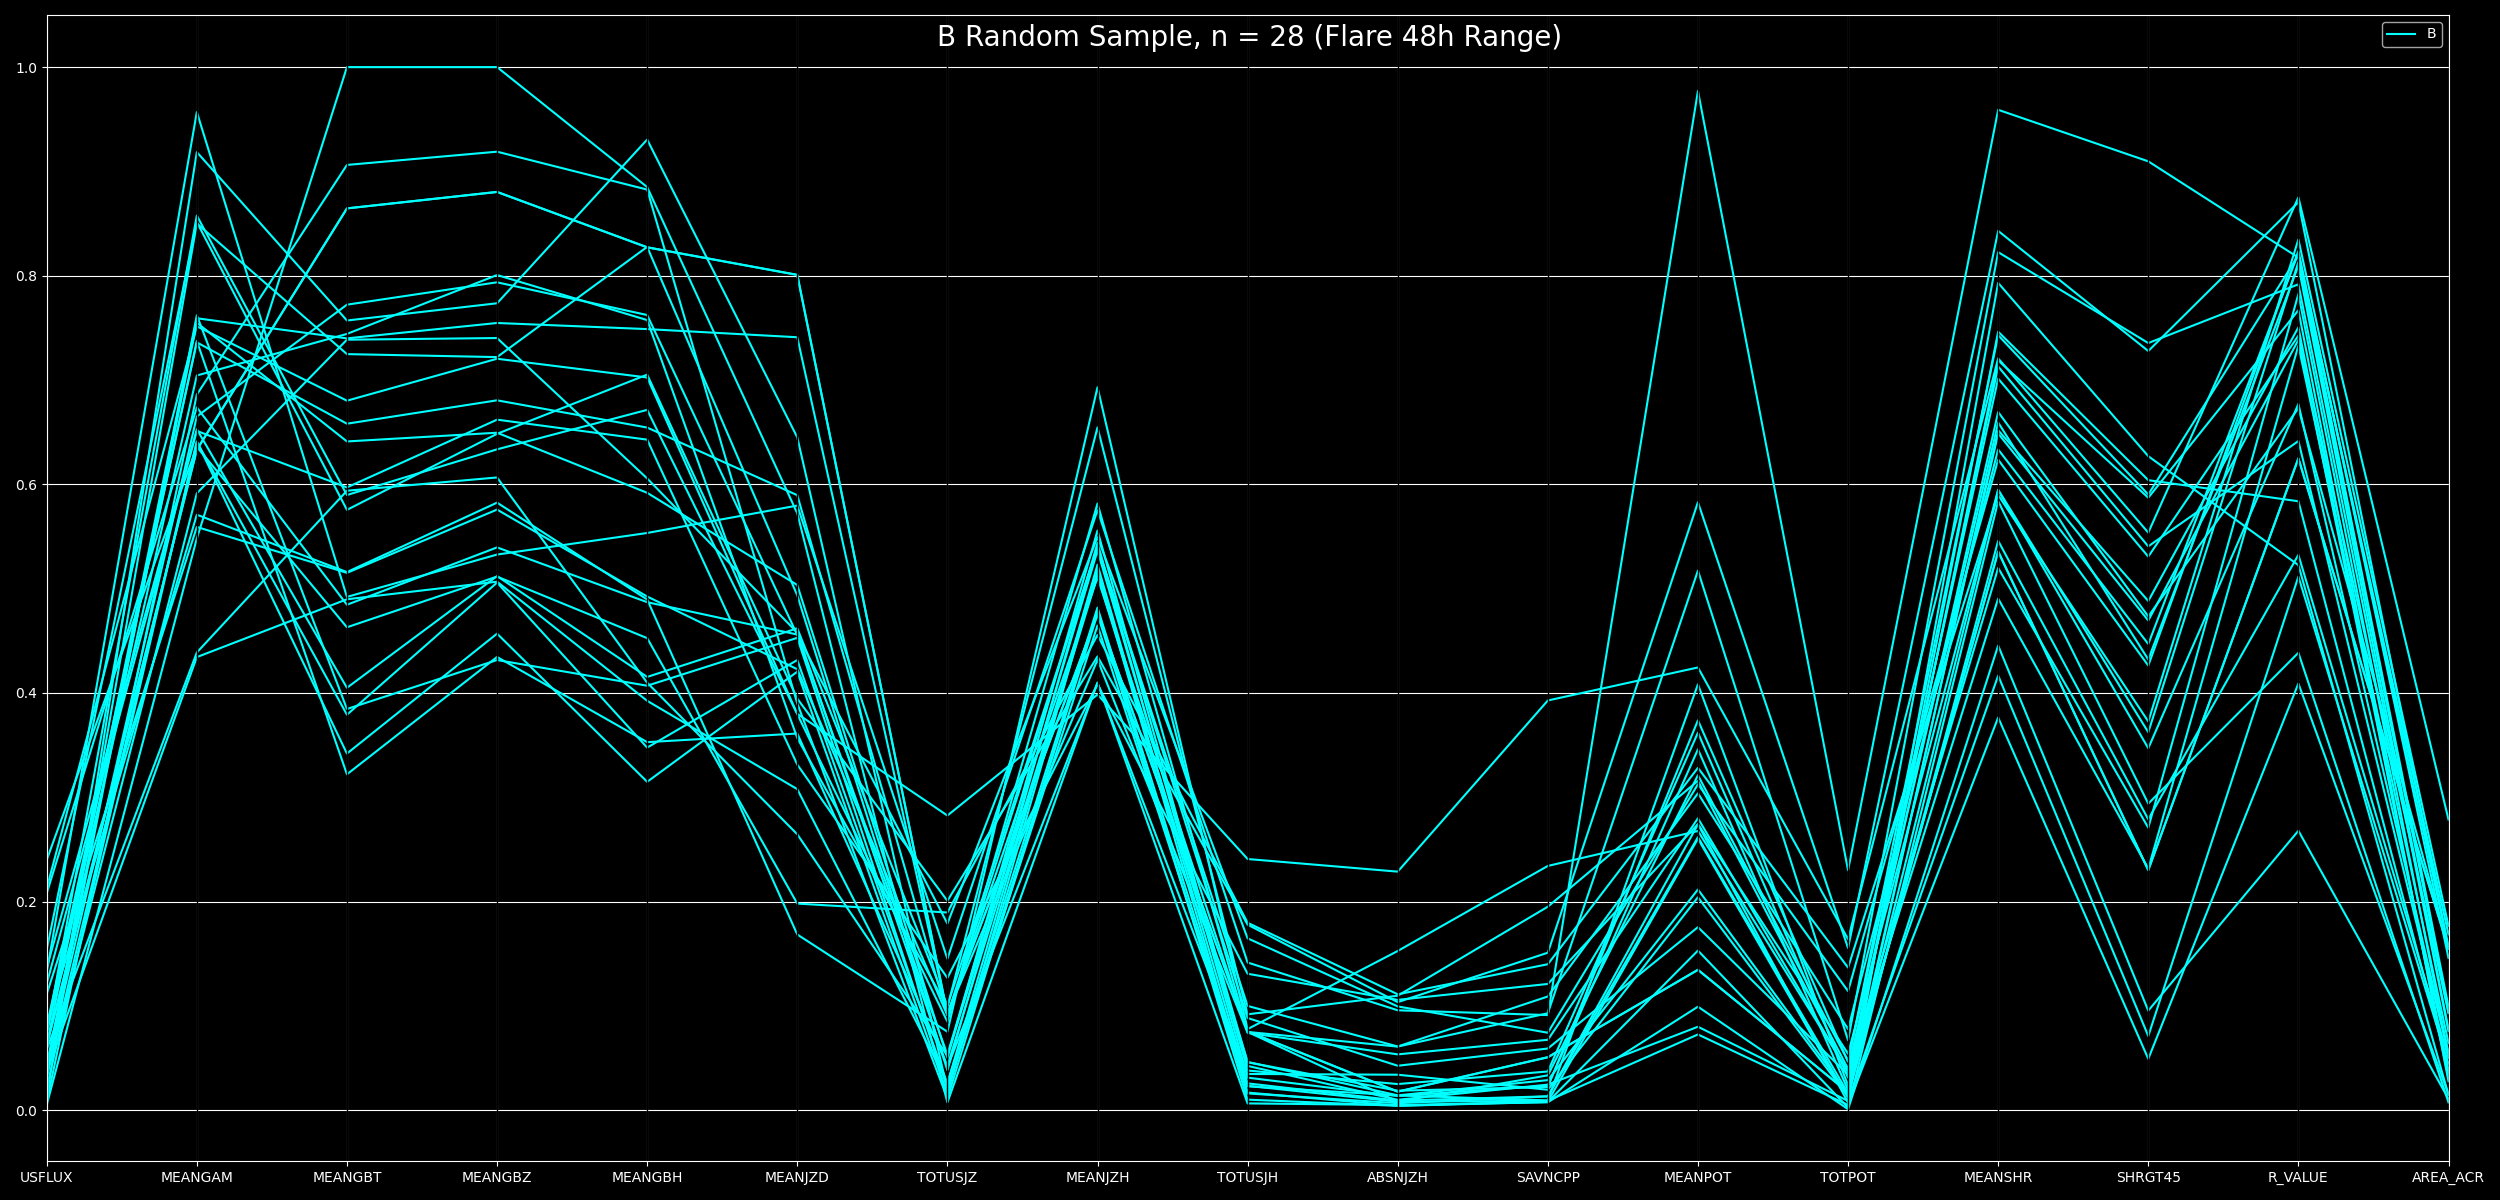 B Random Sample, n = 28 (Flare 48h Range)
B
1.0
0.8
0.6
0.4
0.2
0.0
USFLUX MEANGAM MEANGBT MEANGBZ MEANGBH MEANJZD TOTUSJZ MEANJZH TOTUSJH ABSNJZH SAVNCPP MEANPOT TOTPOT MEANSHR SHRGT45 R_VALUE AREA_ACR